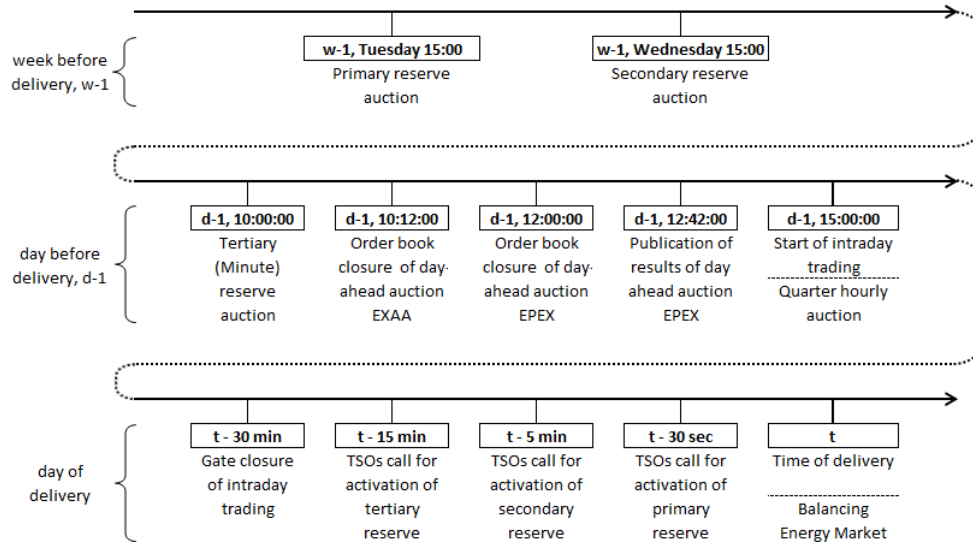 w-1, Tuesday 15:00
Primary reserve
auction
w-1, Wednesday 15:00
Secondary reserve
auction
week before
delivery, w-1
d-1, 10:00:00
Tertiary
(Minute)
reserve
auction
d-1, 10:12:00
Order book
closure of day-
ahead auction
EXAA
d-1, 12:00:00
Order book
closure of day-
ahead auction
EPEX
d-1, 12:42:00
Publication of
results of day
ahead auction
EPEX
d-1, 15:00:00
Start of intraday
trading
Quarter hourly
auction
day before
delivery, d-1
t - 30 min
Gate closure
of intraday
trading
t - 15 min
TSOs call for
activation of
tertiary
reserve
t - 5 min
TSOs call for
activation of
secondary
reserve
t - 30 sec
TSOs call for
activation of
primary
reserve
t
Time of delivery
Balancing
Energy Market
day of
delivery